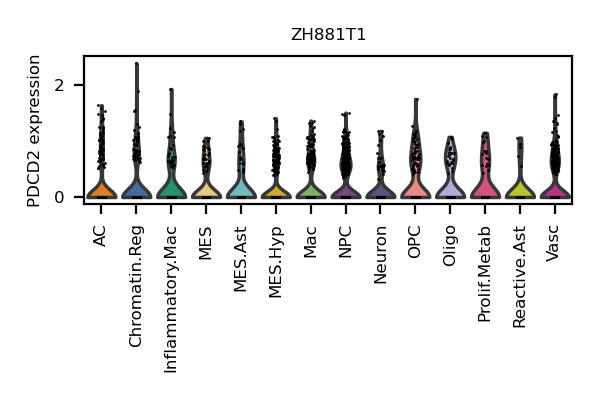 ZH881T1
PDCD2 expression
2
0
AC
Chromatin.Reg
Inflammatory.Mac
MES
MES.Ast
MES.Hyp
Mac
NPC
Neuron
OPC
Oligo
Prolif.Metab
Reactive.Ast
Vasc